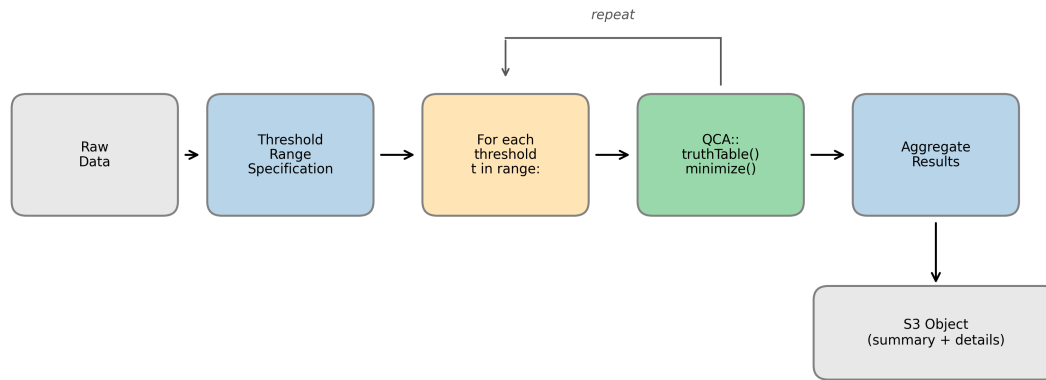 repeat
Raw
Data
Threshold
Range
Specification
For each
threshold
t in range:
QCA::
truthTable()
minimize()
Aggregate
Results
S3 Object
(summary + details)